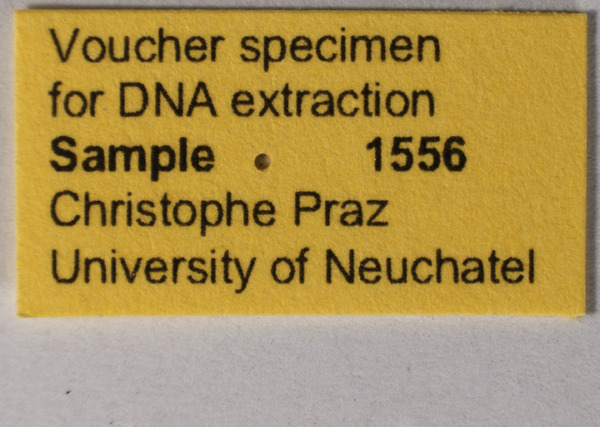 Voucher specimen
for DNA extraction
Sample 1556
Christophe Praz
University of Neuchatel